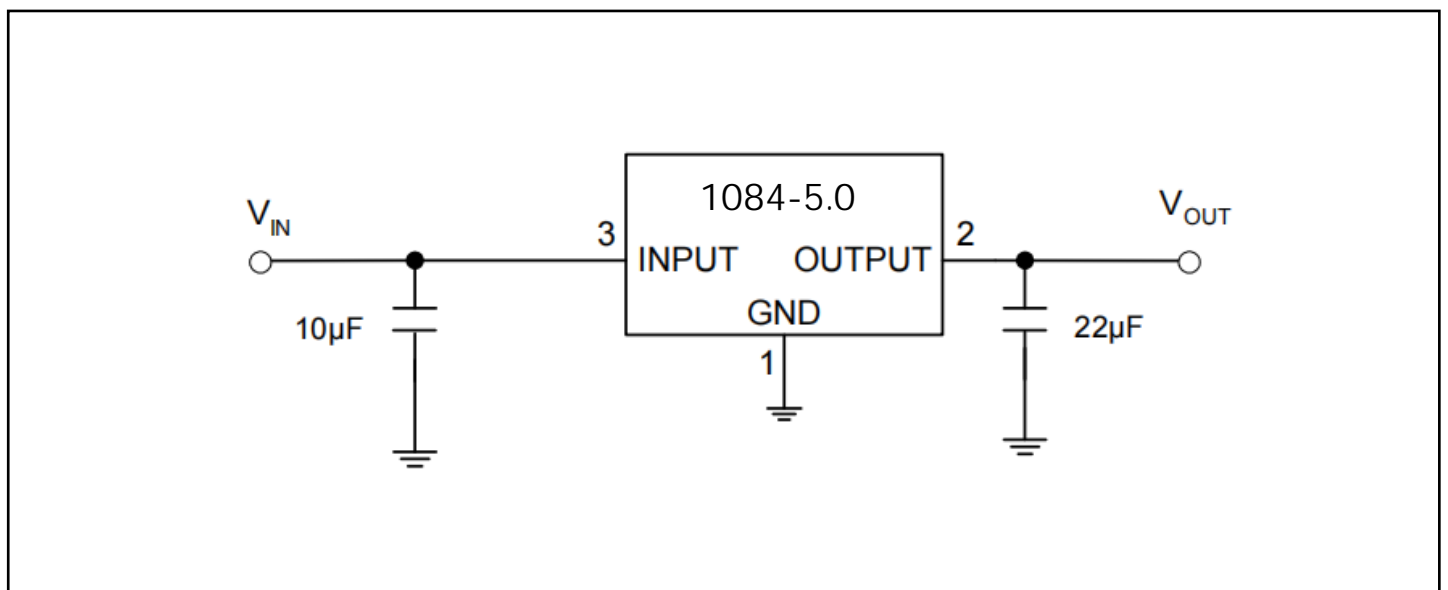 1084-5.0
V_IN
V_OUT
3
INPUT
OUTPUT
2
GND
10µF
22µF
1